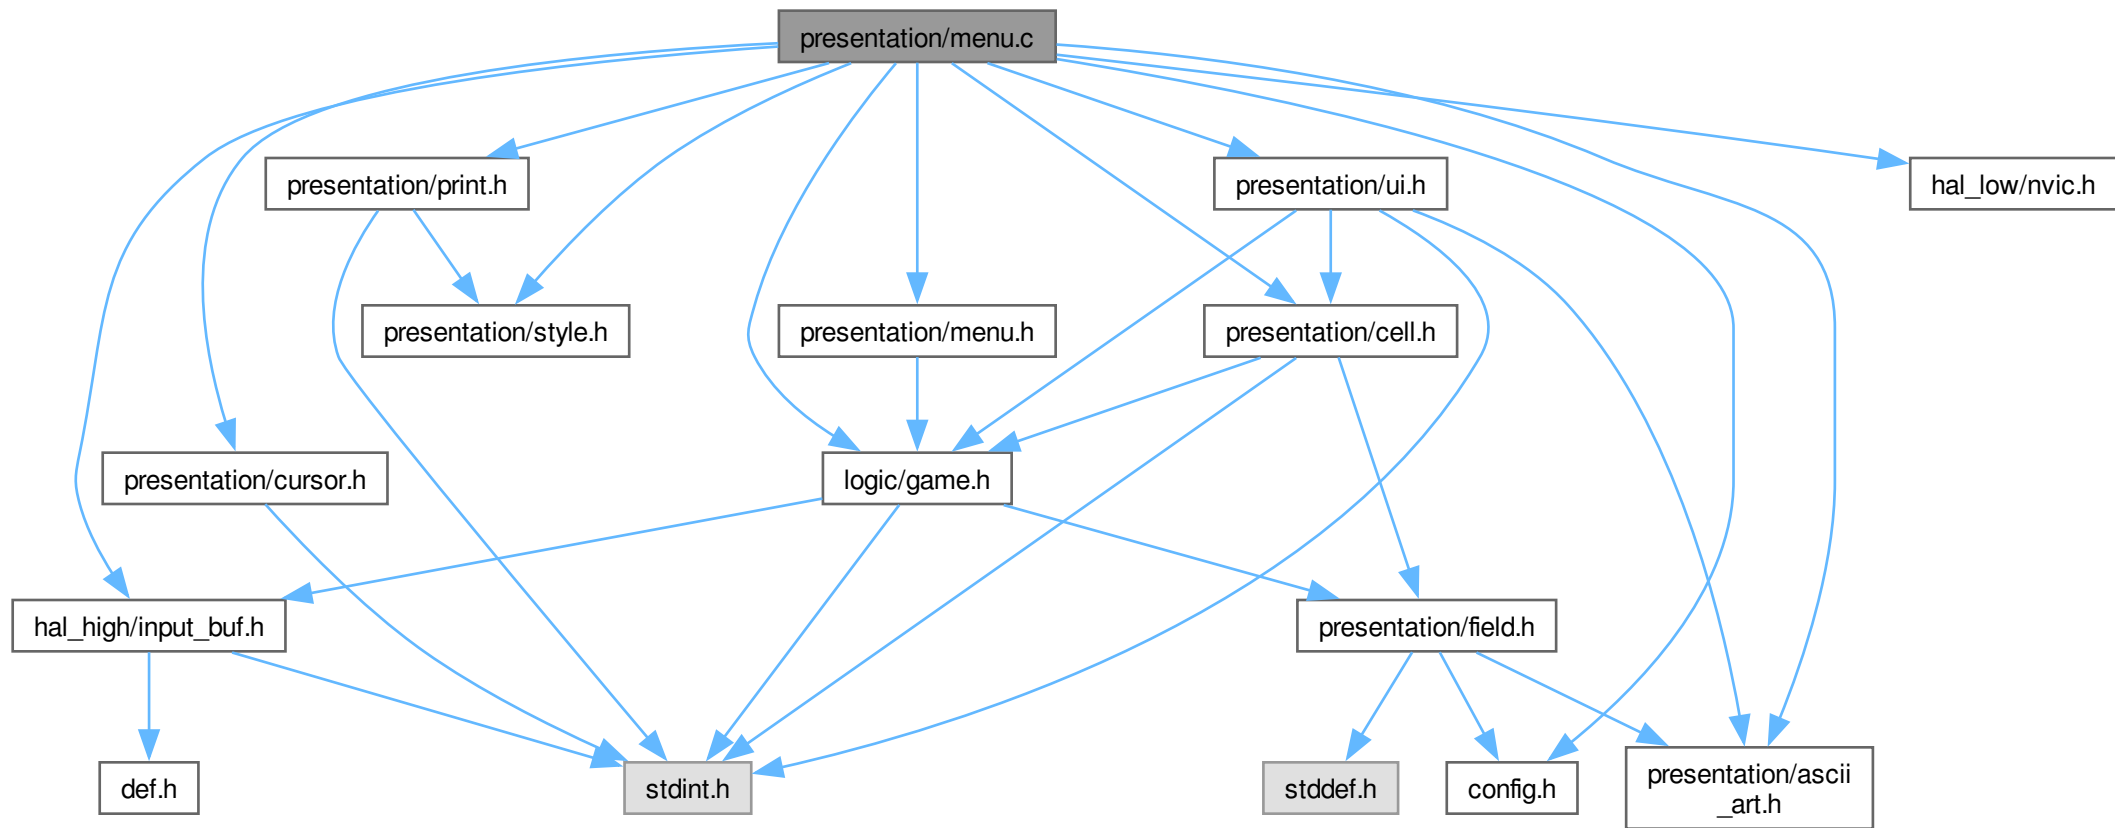 presentation/menu.c
presentation/print.h
presentation/ui.h
hal_low/nvic.h
presentation/style.h
presentation/menu.h
presentation/cell.h
presentation/cursor.h
logic/game.h
hal_high/input_buf.h
presentation/field.h
def.h
stdint.h
stddef.h
config.h
presentation/ascii
_art.h